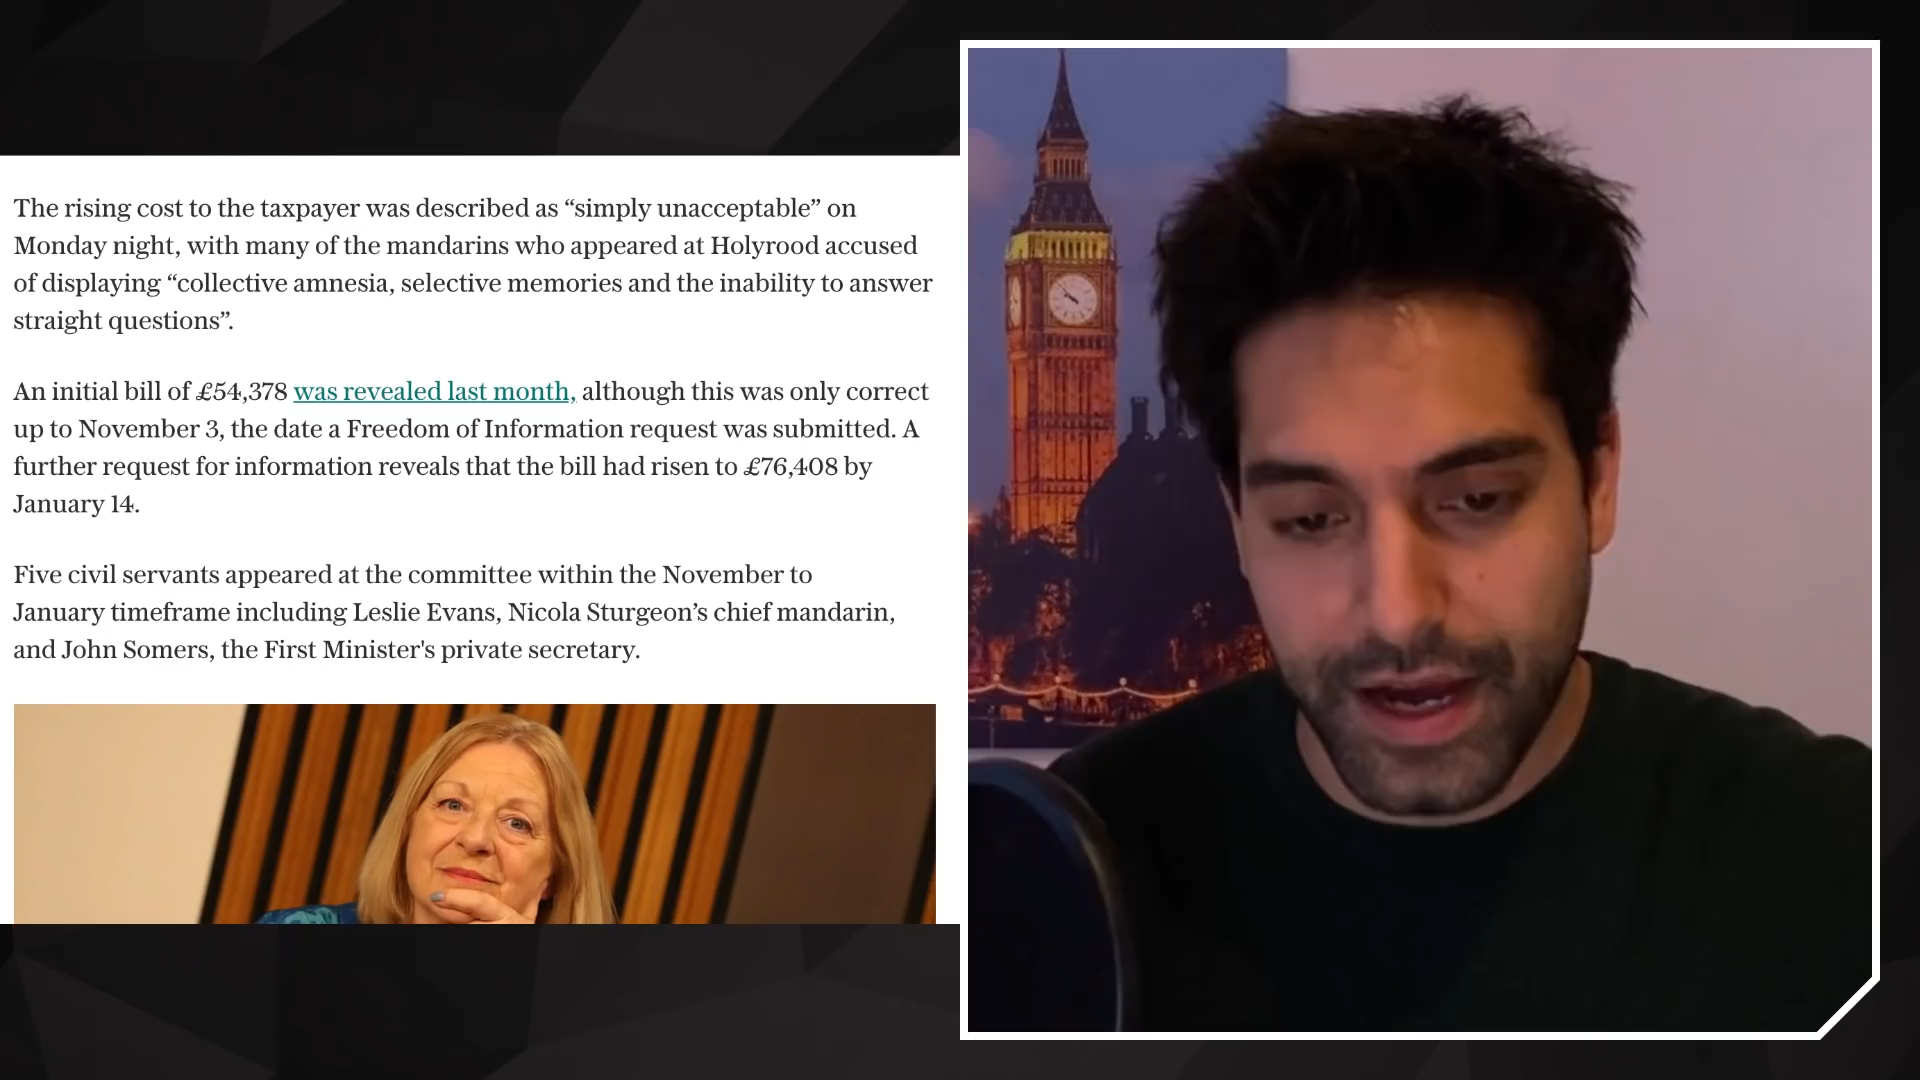 The rising cost to the taxpayer was described as “simply unacceptable” on
Monday night, with many of the mandarins who appeared at Holyrood accused
of displaying “collective amnesia, selective memories and the inability to answer
straight questions”.
An initial bill of £54,378 was revealed last month, although this was only correct
up to November 3, the date a Freedom of Information request was submitted. A
further request for information reveals that the bill had risen to £76,408 by
January 14.
Five civil servants appeared at the committee within the November to
January timeframe including Leslie Evans, Nicola Sturgeon’s chief mandarin,
and John Somers, the First Minister's private secretary.